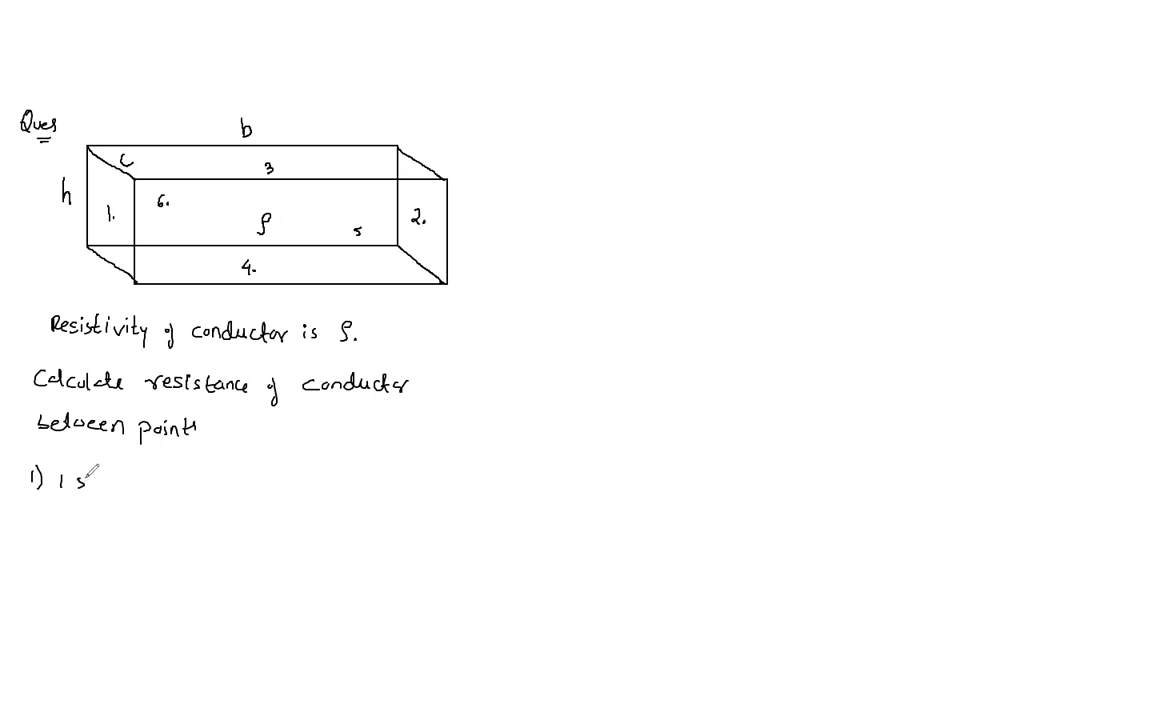 Ques
b
c
3
h
6.
1.
ρ
2.
5
4.
Resistivity of conductor is ρ.
Calculate resistance of conductor
between points
1) 1 s